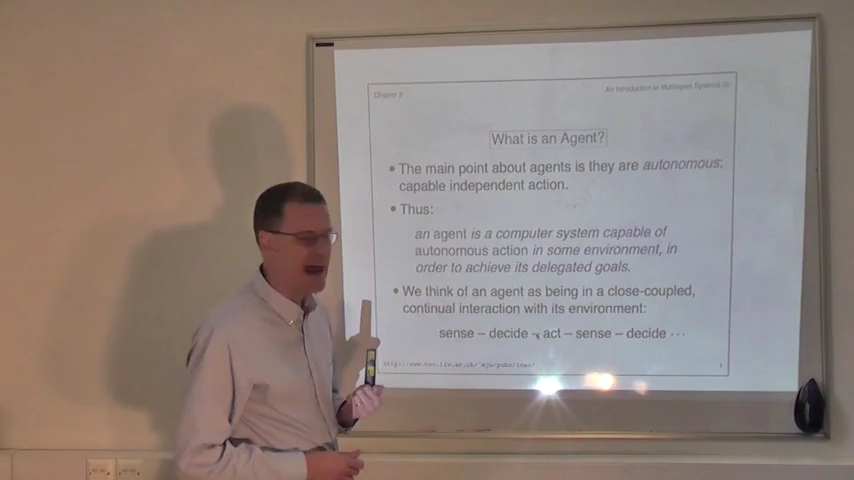 Chapter 2
An Introduction to Multiagent Systems 2e
What is an Agent?
• The main point about agents is they are autonomous:
capable independent action.
• Thus:
an agent is a computer system capable of
autonomous action in some environment, in
order to achieve its delegated goals.
• We think of an agent as being in a close-coupled,
continual interaction with its environment:
sense – decide – act – sense – decide · · ·
1